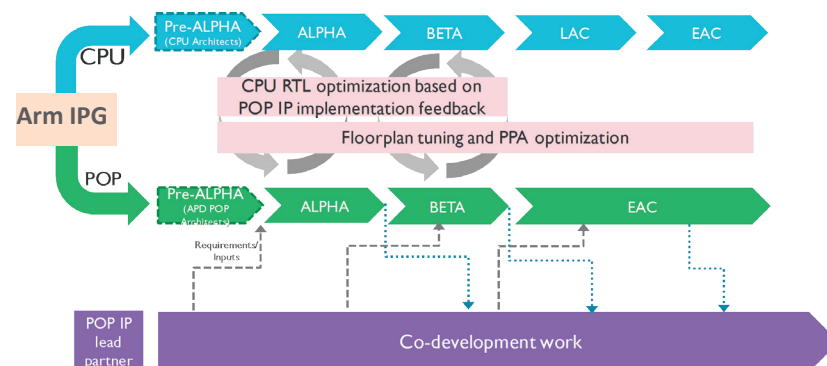 Pre-ALPHA
(CPU Architects)
ALPHA
BETA
LAC
EAC
CPU
CPU RTL optimization based on
POP IP implementation feedback
Arm IPG
Floorplan tuning and PPA optimization
POP
Pre-ALPHA
(APD POP
Architects)
ALPHA
BETA
EAC
Requirements/
Inputs
POP IP
lead
partner
Co-development work